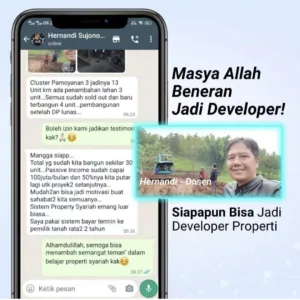 Hernandi Sujono...
online
Cluster Pamoyanan 3 jadinya 13
Unit krn ada penambahan lahan 3
unit...Semua sudah sold out dan baru
terbangun 4 unit..pembangunan
setelah DP lunas...
Boleh izin kami jadikan testimoni
kak?
Mangga siapp...
Total yg sudah kita bangun sekitar 30
unit...Passive Income sudah capai
100juta/bulan dan 50%nya kita putar
lagi utk proyek2 selanjutnya...
Mudah2an bisa jadi motivasi buat
sahabat2 kita semuanya...
Sistem Property Syariah emang luar
biasa...
Saya pakai sistem bayar termin ke
pemilik tanah rata2 2 tahun
Alhamdulillah, semoga bisa
menambah semangat teman" dalam
belajar properti syariah kak
Ketik pesan
Masya Allah
Beneran
Jadi Developer!
Hernandi - Dosen
Siapapun Bisa Jadi
Developer Properti